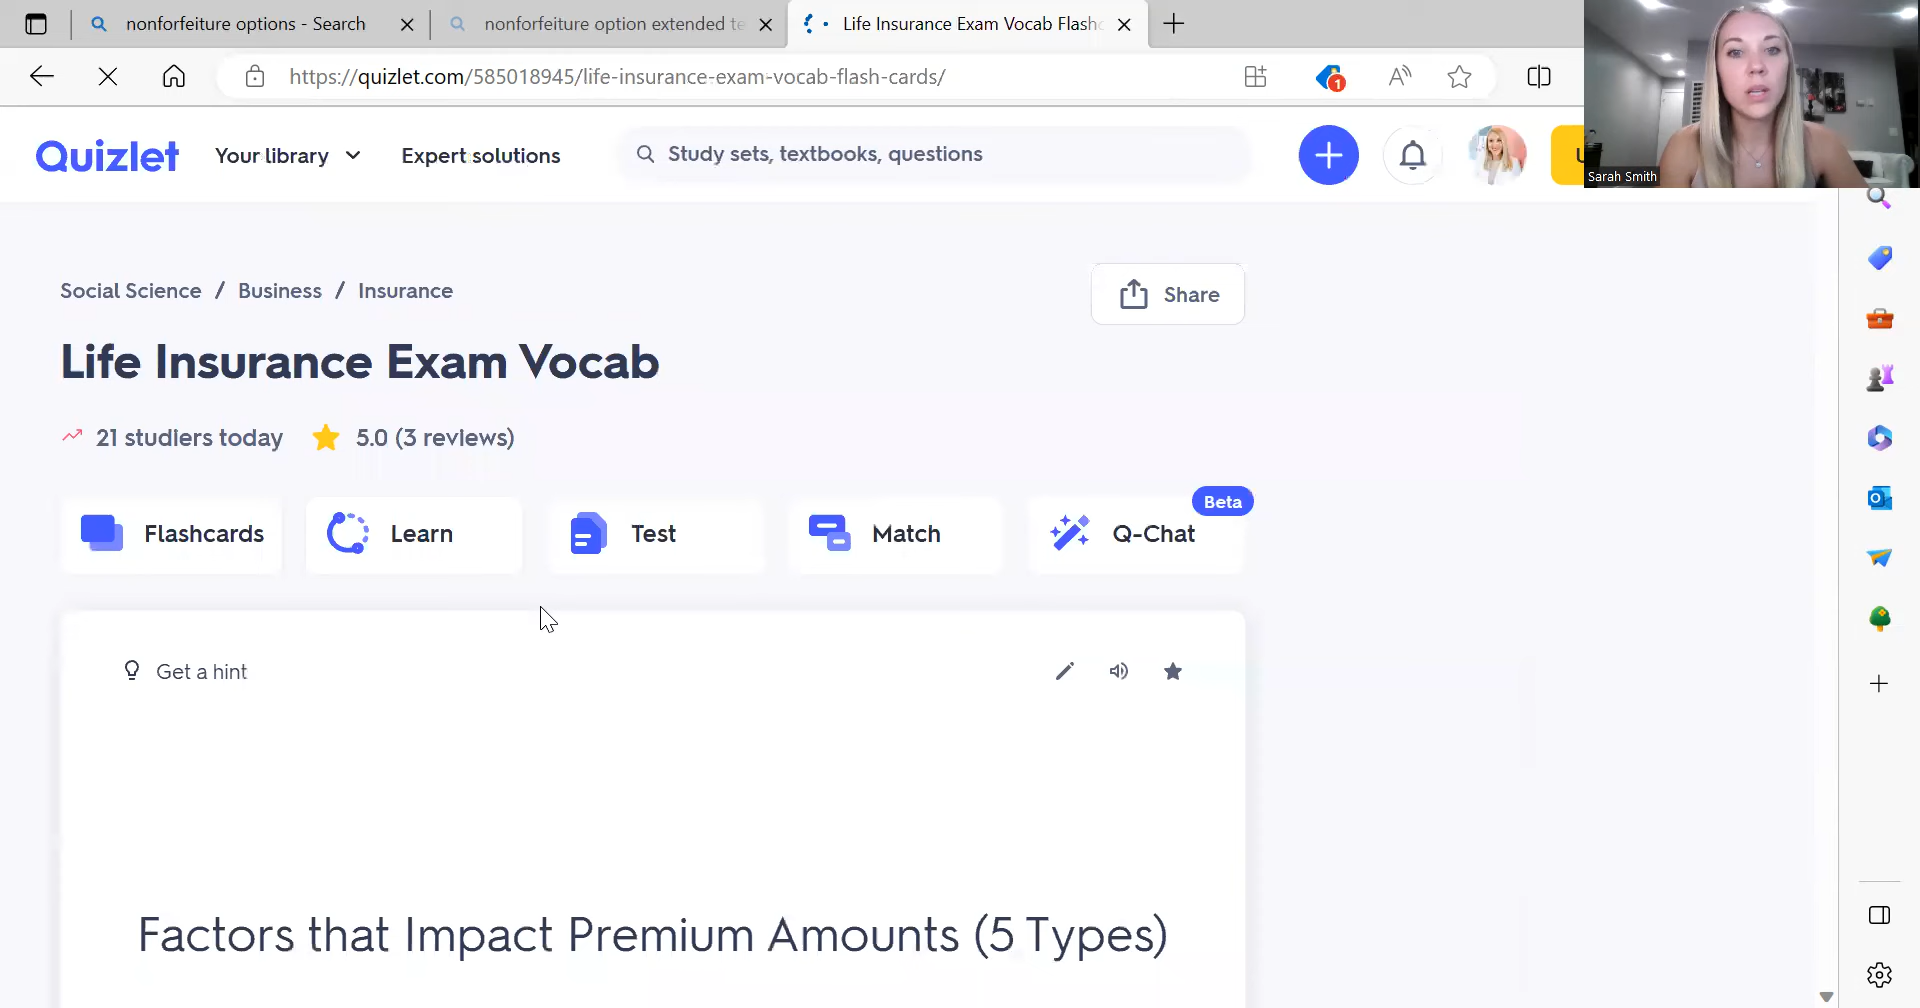 nonforfeiture options - Search
nonforfeiture option extended te
Life Insurance Exam Vocab Flashc
https://quizlet.com/585018945/life-insurance-exam-vocab-flash-cards/
1
Sarah Smith
Quizlet
Your library
Expert solutions
Study sets, textbooks, questions
U
Social Science / Business / Insurance
Share
Life Insurance Exam Vocab
21 studiers today
5.0 (3 reviews)
Flashcards
Learn
Test
Match
Q-Chat
Beta
Get a hint
Factors that Impact Premium Amounts (5 Types)